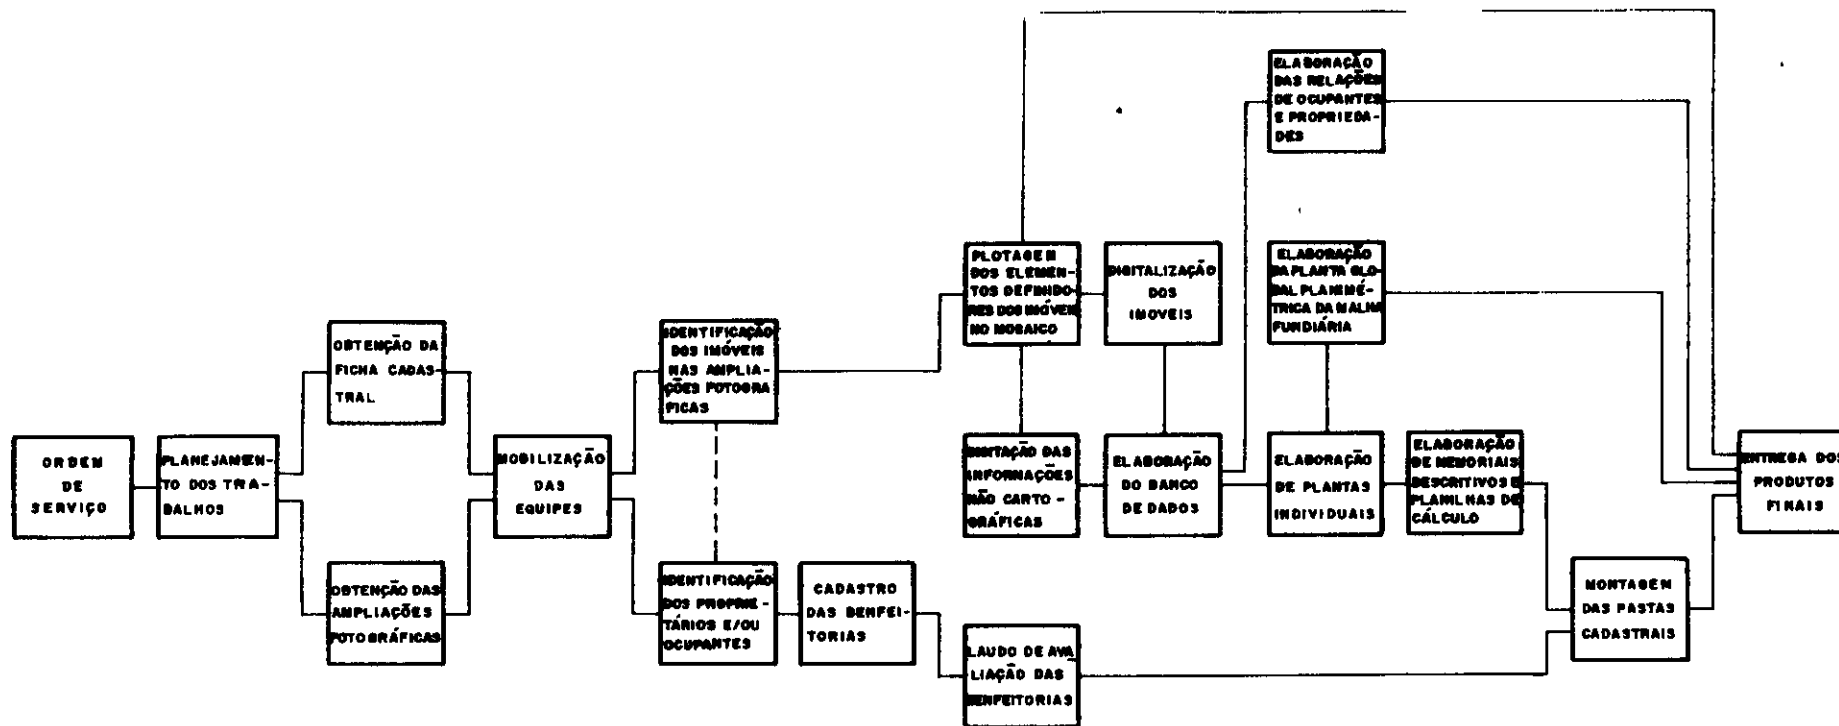 ORDEM
DE
SERVIÇO
PLANEJAMEN-
TO DOS TRA-
BALHOS
OBTENÇÃO DA
FICHA CADAS-
TRAL
OBTENÇÃO DAS
AMPLIAÇÕES
FOTOGRÁFICAS
MOBILIZAÇÃO
DAS
EQUIPES
IDENTIFICAÇÃO
DOS IMÓVEIS
NAS AMPLIA-
ÇÕES FOTOGRA
FICAS
IDENTIFICAÇÃO
DOS PROPRIE-
TÁRIOS E/OU
OCUPANTES
CADASTRO
DAS BENFEI-
TORIAS
PLOTAGEM
DOS ELEMEN-
TOS DEFINIDO-
RES DOS IMÓVEIS
NO MOSAICO
DIGITALIZAÇÃO
DOS
IMOVEIS
DIGITAÇÃO DAS
INFORMAÇÕES
NÃO CARTO-
GRÁFICAS
ELABORAÇÃO
DO BANCO
DE DADOS
LAUDO DE AVA
LIAÇÃO DAS
BENFEITORIAS
ELABORAÇÃO
DAS RELAÇÕES
DE OCUPANTES
E PROPRIEDA-
DES
ELABORAÇÃO
DA PLANTA GLO-
BAL PLANIMÉ-
TRICA DA MALHA
FUNDIÁRIA
ELABORAÇÃO
DE PLANTAS
INDIVIDUAIS
ELABORAÇÃO
DE MEMORIAIS
DESCRITIVOS E
PLANILHAS DE
CÁLCULO
MONTAGEM
DAS PASTAS
CADASTRAIS
ENTREGA DOS
PRODUTOS
FINAIS